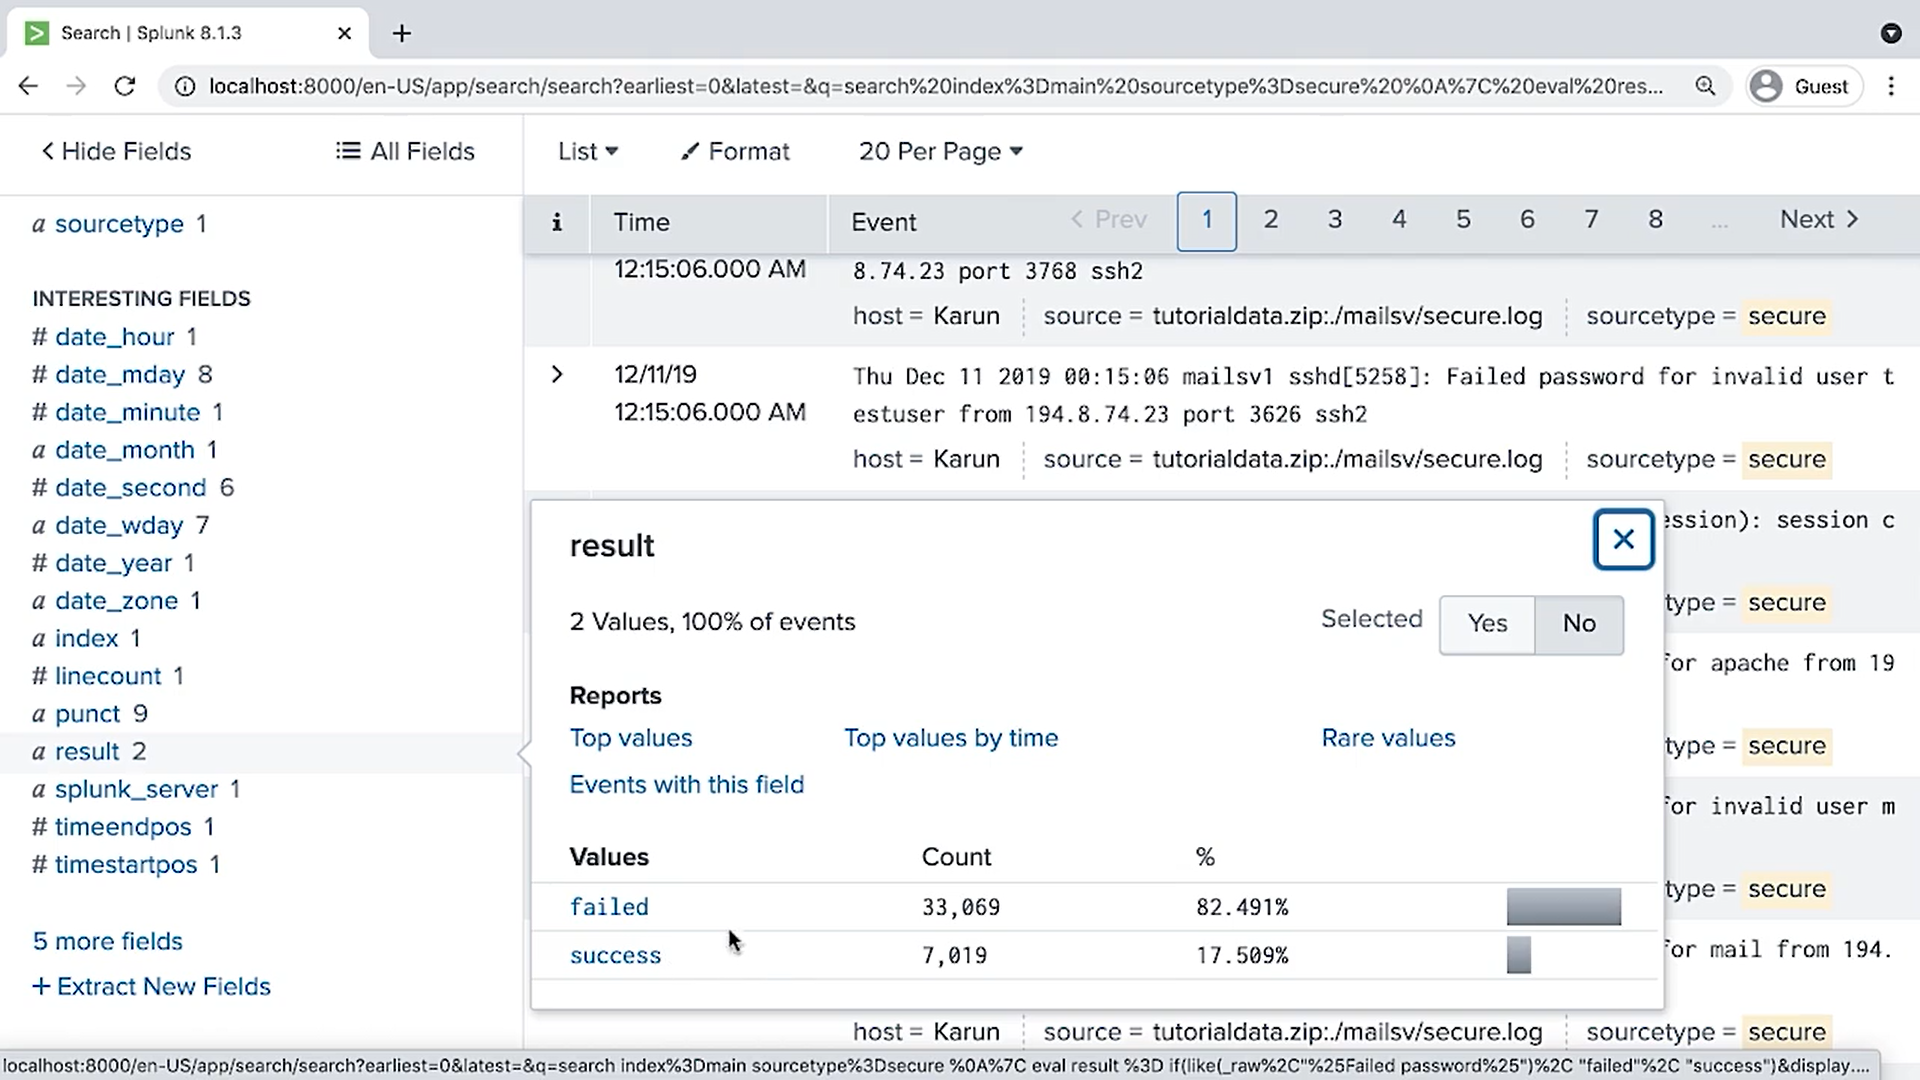 Search | Splunk 8.1.3
localhost:8000/en-US/app/search/search?earliest=0&latest=&q=search%20index%3Dmain%20sourcetype%3Dsecure%20%0A%7C%20eval%20res...
Guest
Hide Fields
All Fields
List
Format
20 Per Page
a sourcetype 1
i
Time
Event
< Prev
1
2
3
4
5
6
7
8
...
Next >
12:15:06.000 AM
8.74.23 port 3768 ssh2
host = Karun
source = tutorialdata.zip:./mailsv/secure.log
sourcetype = secure
INTERESTING FIELDS
# date_hour 1
# date_mday 8
# date_minute 1
a date_month 1
# date_second 6
a date_wday 7
# date_year 1
a date_zone 1
a index 1
# linecount 1
a punct 9
a result 2
a splunk_server 1
# timeendpos 1
# timestartpos 1
5 more fields
+ Extract New Fields
12/11/19
12:15:06.000 AM
Thu Dec 11 2019 00:15:06 mailsv1 sshd[5258]: Failed password for invalid user t
estuser from 194.8.74.23 port 3626 ssh2
host = Karun
source = tutorialdata.zip:./mailsv/secure.log
sourcetype = secure
ession): session c
type = secure
for apache from 19
type = secure
for invalid user m
type = secure
for mail from 194.
result
2 Values, 100% of events
Selected
Yes
No
Reports
Top values
Top values by time
Rare values
Events with this field
Values
Count
%
failed
33,069
82.491%
success
7,019
17.509%
host = Karun
source = tutorialdata.zip:./mailsv/secure.log
sourcetype = secure
localhost:8000/en-US/app/search/search?earliest=0&latest=&q=search index%3Dmain sourcetype%3Dsecure %0A%7C eval result %3D if(like(_raw%2C"%25Failed password%25")%2C "failed"%2C "success")&display....